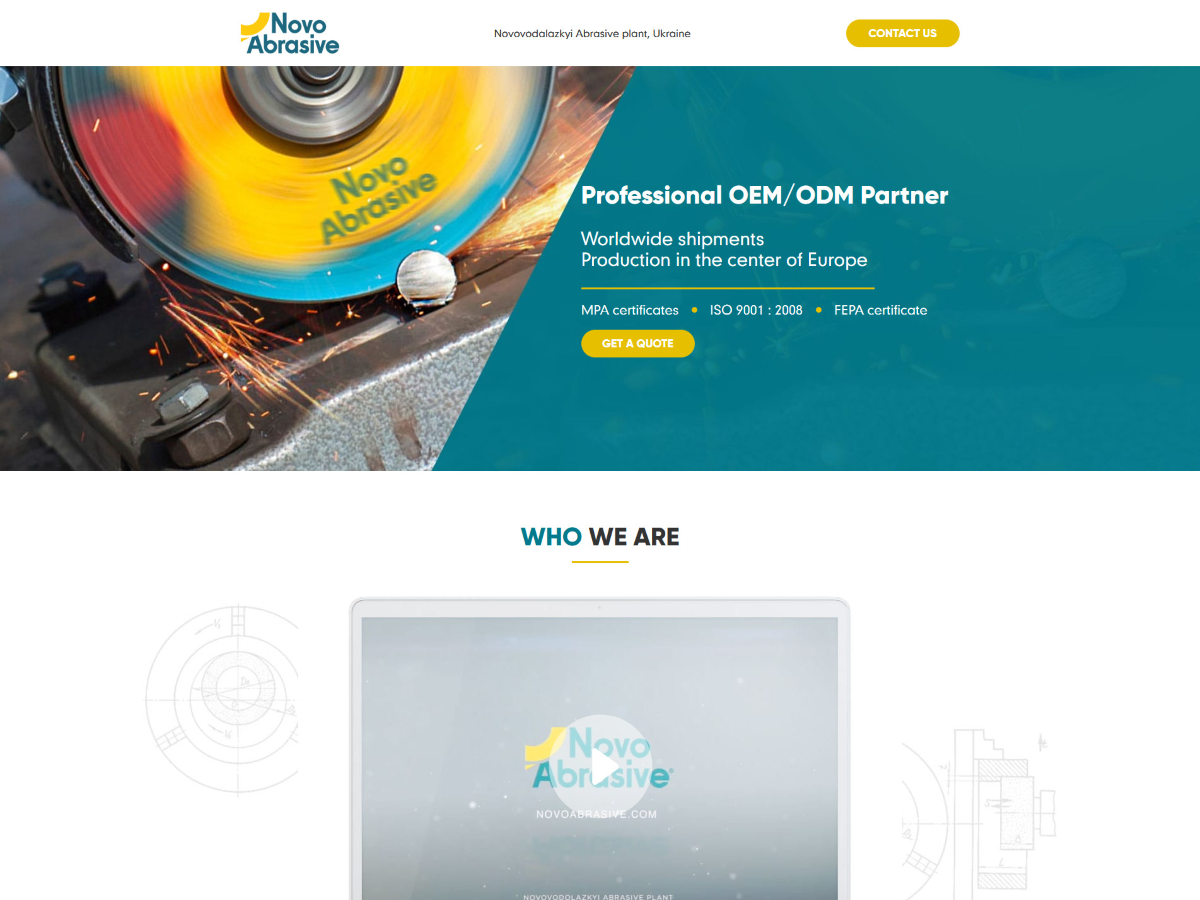 Novo
Abrasive
Novovodalazkyi Abrasive plant, Ukraine
CONTACT US
Novo
Abrasive
Professional OEM/ODM Partner
Worldwide shipments
Production in the center of Europe
MPA certificates • ISO 9001 : 2008 • FEPA certificate
GET A QUOTE
WHO WE ARE
Novo
Abrasive
NOVOABRASIVE.COM
NOVOVODOLAZKYI ABRASIVE PLANT